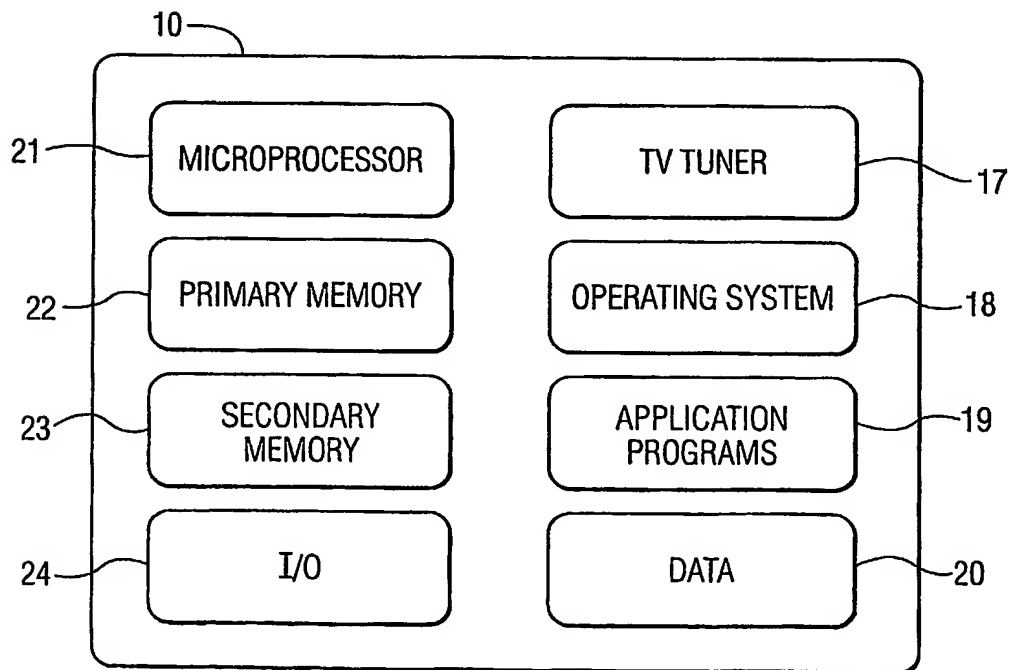 10
21
MICROPROCESSOR
TV TUNER
17
22
PRIMARY MEMORY
OPERATING SYSTEM
18
23
SECONDARY
MEMORY
APPLICATION
PROGRAMS
19
24
I/O
DATA
20